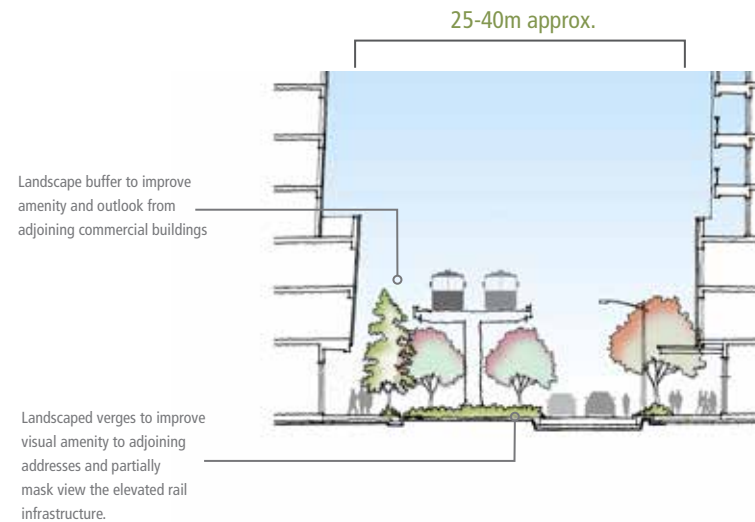 25-40m approx.
Landscape buffer to improve
amenity and outlook from
adjoining commercial buildings
Landscaped verges to improve
visual amenity to adjoining
addresses and partially
mask view the elevated rail
infrastructure.